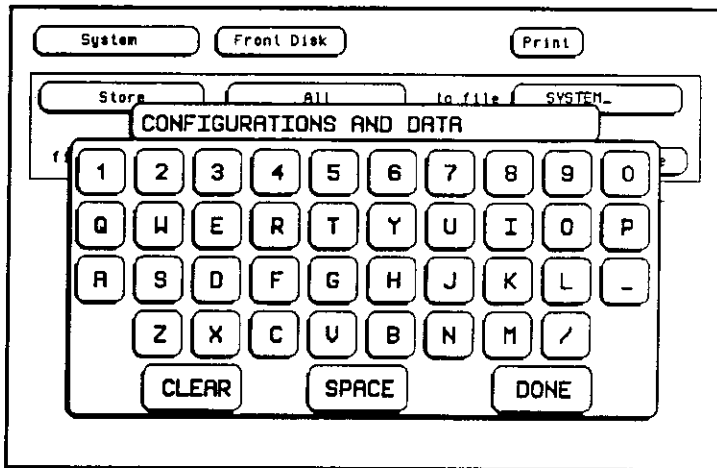 System Front Disk Print
Store All to file SYSTEM_
CONFIGURATIONS AND DATA
1 2 3 4 5 6 7 8 9 0
Q W E R T Y U I O P
A S D F G H J K L _
Z X C V B N M /
CLEAR SPACE DONE